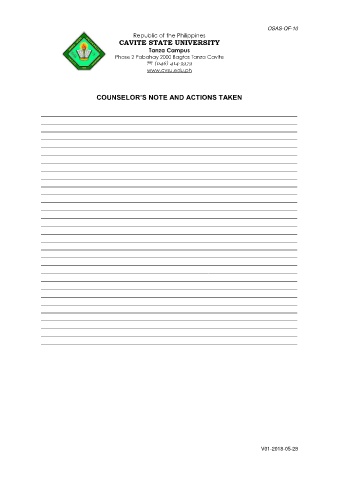 OSAS-OF-10
Republic of the Philippines
CAVITE STATE UNIVERSITY
Tanza Campus
Phase 2 Pabahay 2000 Bagtas Tanza Cavite
☏ (046) 414-3979
www.cvsu.edu.ph
COUNSELOR'S NOTE AND ACTIONS TAKEN
V01-2018-05-28